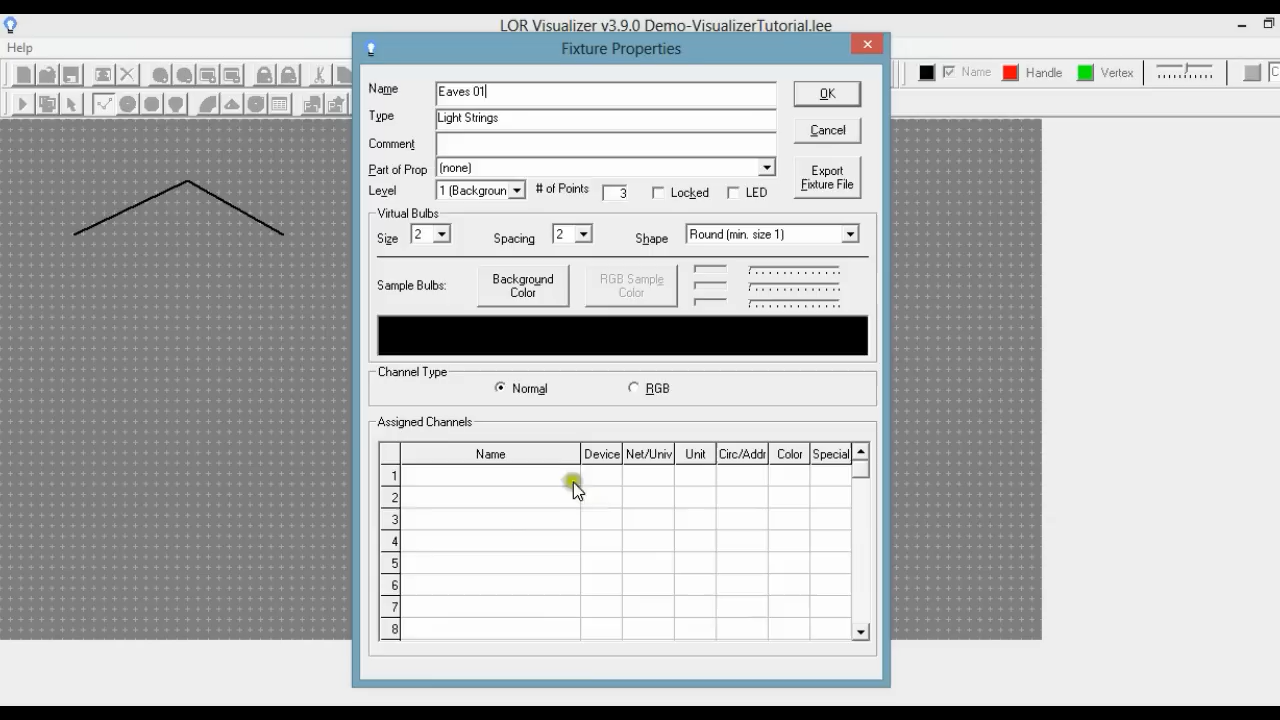 LOR Visualizer v3.9.0 Demo-VisualizerTutorial.lee
Help
Fixture Properties
Name Eaves 01
OK
Type Light Strings
Comment
Cancel
Part of Prop (none)
Export Fixture File
Level 1 (Backgroun # of Points 3 Locked LED
Virtual Bulbs
Size 2 Spacing 2 Shape Round (min. size 1)
Sample Bulbs: Background Color RGB Sample Color
Channel Type
Normal RGB
Assigned Channels
Name Device Net/Univ Unit Circ/Addr Color Special
1
2
3
4
5
6
7
8
Name Handle Vertex C